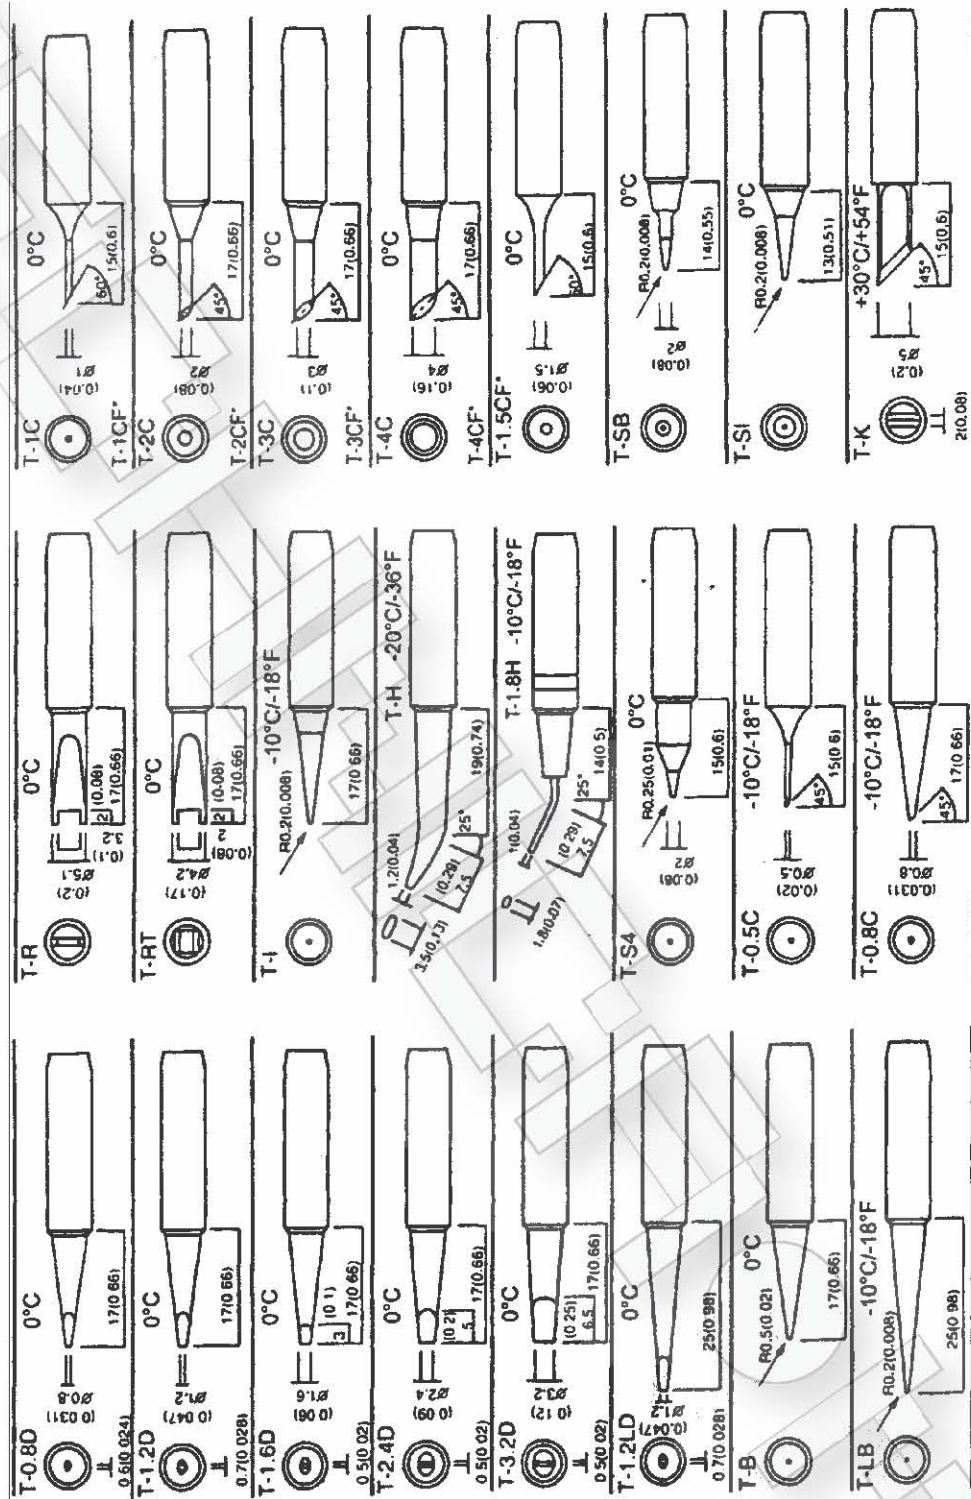 T-1C
0°C
Ø1
(0.04)
60°
15(0.6)
T-1CF*
T-2C
0°C
Ø2
(0.08)
45°
17(0.66)
T-2CF*
T-3C
0°C
Ø3
(0.1)
45°
17(0.66)
T-3CF*
T-4C
0°C
Ø4
(0.16)
45°
17(0.66)
T-4CF*
T-1.5CF*
0°C
Ø1.5
(0.06)
60°
15(0.6)
T-SB
0°C
R0.2(0.008)
Ø2
(0.08)
14(0.55)
T-SI
0°C
R0.2(0.008)
13(0.51)
T-K
+30°C/+54°F
Ø5
(0.2)
45°
15(0.6)
2(0.08)
T-R
0°C
Ø5.1
(0.2)
3.2
(0.1)
2
(0.08)
17(0.66)
T-RT
0°C
Ø4.2
(0.17)
2
(0.08)
2
(0.08)
17(0.66)
T-I
-10°C/-18°F
R0.2(0.008)
17(0.66)
T-H -20°C/-36°F
1.2(0.04)
3.5(0.13)
(0.29)
7.5
25°
19(0.74)
T-1.8H -10°C/-18°F
1(0.04)
1.8(0.07)
(0.29)
7.5
25°
14(0.5)
T-S4
0°C
R0.25(0.01)
Ø2
(0.08)
15(0.6)
T-0.5C
-10°C/-18°F
Ø0.5
(0.02)
45°
15(0.6)
T-0.8C
-10°C/-18°F
Ø0.8
(0.031)
45°
17(0.66)
T-0.8D
0°C
Ø0.8
(0.031)
17(0.66)
0.6(0.024)
T-1.2D
0°C
Ø1.2
(0.047)
17(0.66)
0.7(0.028)
T-1.6D
0°C
Ø1.6
(0.06)
3
(0.1)
17(0.66)
0.5(0.02)
T-2.4D
0°C
Ø2.4
(0.09)
(0.2)
5
17(0.66)
0.5(0.02)
T-3.2D
0°C
Ø3.2
(0.12)
(0.25)
6.5
17(0.66)
0.5(0.02)
T-1.2LD
0°C
Ø1.2
(0.047)
25(0.98)
0.7(0.028)
T-B
0°C
R0.5(0.02)
17(0.66)
T-LB
-10°C/-18°F
R0.2(0.008)
25(0.98)